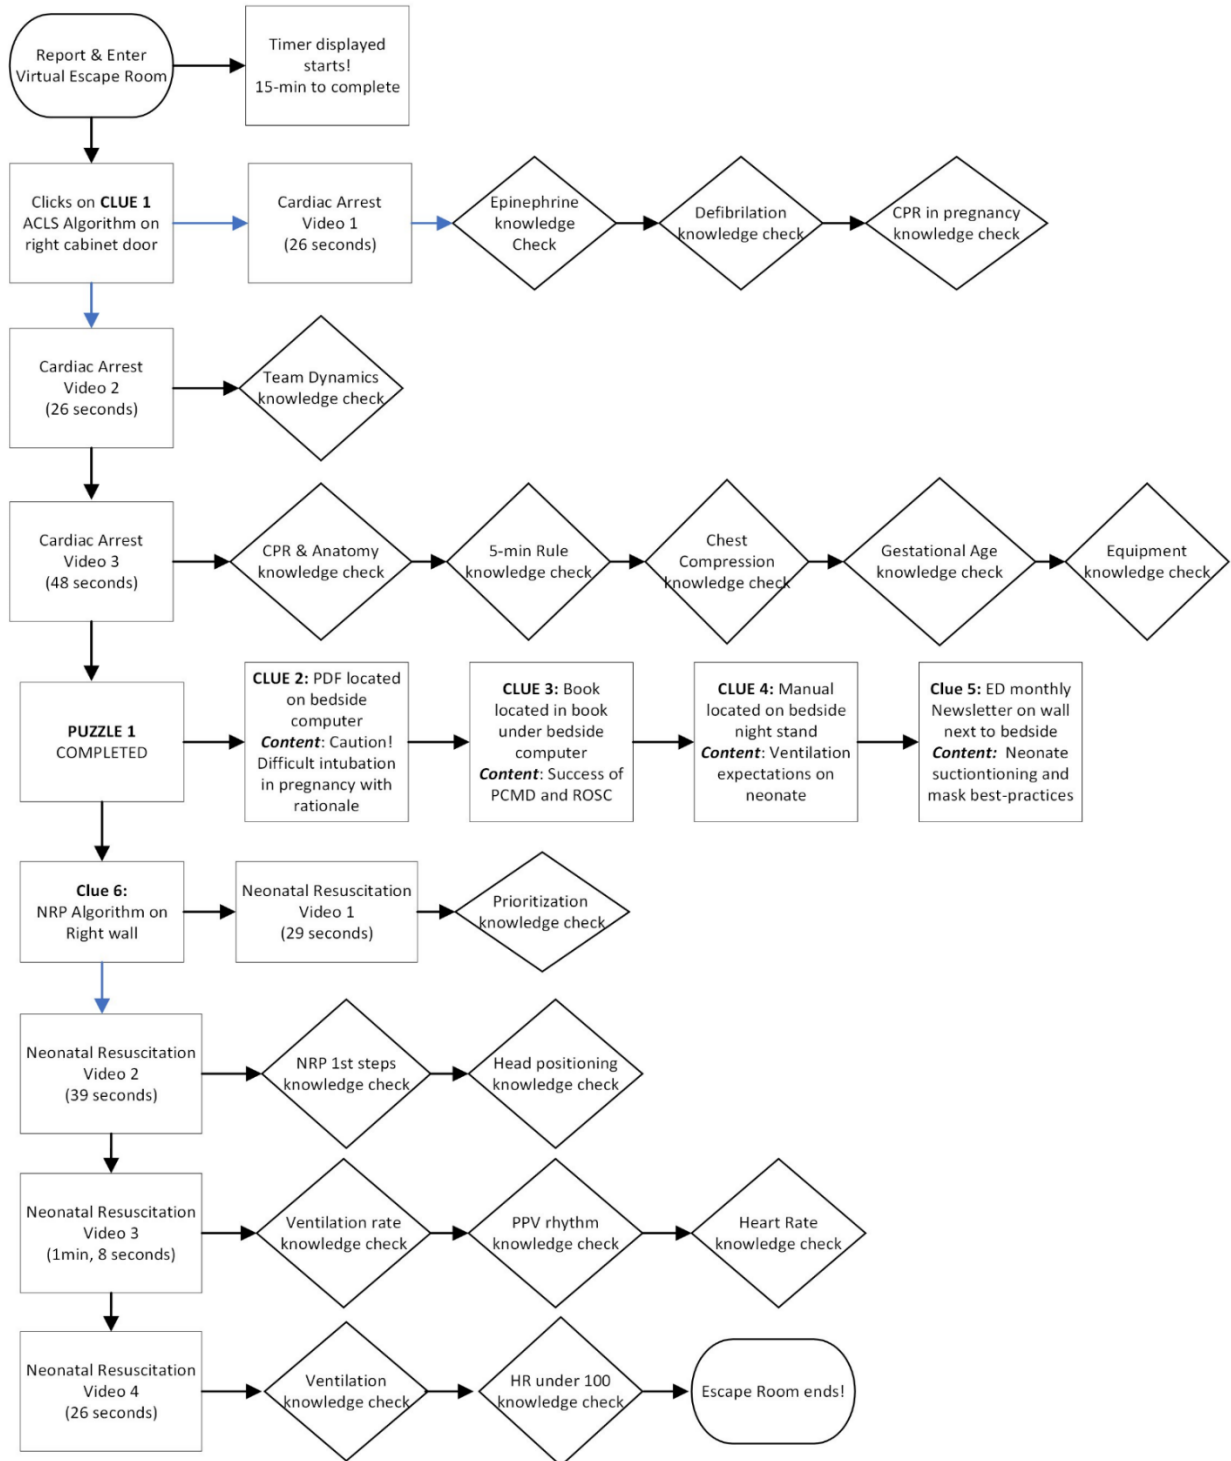 Report & Enter
Virtual Escape Room
Timer displayed
starts!
15-min to complete
Clicks on CLUE 1
ACLS Algorithm on
right cabinet door
Cardiac Arrest
Video 1
(26 seconds)
Epinephrine
knowledge
Check
Defibrilation
knowledge check
CPR in pregnancy
knowledge check
Cardiac Arrest
Video 2
(26 seconds)
Team Dynamics
knowledge check
Cardiac Arrest
Video 3
(48 seconds)
CPR & Anatomy
knowledge check
5-min Rule
knowledge check
Chest
Compression
knowledge check
Gestational Age
knowledge check
Equipment
knowledge check
PUZZLE 1
COMPLETED
CLUE 2: PDF located
on bedside
computer
Content: Caution!
Difficult intubation
in pregnancy with
rationale
CLUE 3: Book
located in book
under bedside
computer
Content: Success of
PCMD and ROSC
CLUE 4: Manual
located on bedside
night stand
Content: Ventilation
expectations on
neonate
Clue 5: ED monthly
Newsletter on wall
next to bedside
Content: Neonate
suctiontioning and
mask best-practices
Clue 6:
NRP Algorithm on
Right wall
Neonatal Resuscitation
Video 1
(29 seconds)
Prioritization
knowledge check
Neonatal Resuscitation
Video 2
(39 seconds)
NRP 1st steps
knowledge check
Head positioning
knowledge check
Neonatal Resuscitation
Video 3
(1min, 8 seconds)
Ventilation rate
knowledge check
PPV rhythm
knowledge check
Heart Rate
knowledge check
Neonatal Resuscitation
Video 4
(26 seconds)
Ventilation
knowledge check
HR under 100
knowledge check
Escape Room ends!